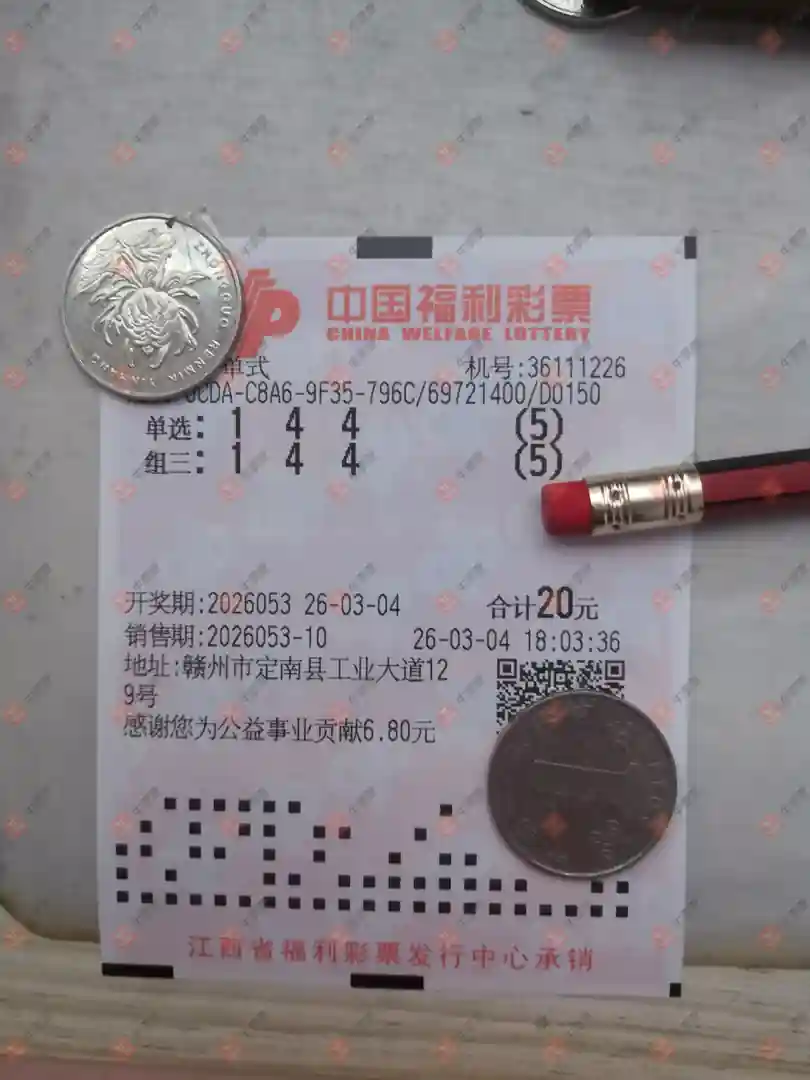 中国福利彩票
CHINA WELFARE LOTTERY
单式 机号:36111226
CDA-C8A6-9F35-796C/69721400/D0150
单选: 1 4 4 (5)
组三: 1 4 4 (5)
开奖期:2026053 26-03-04 合计20元
销售期:2026053-10 26-03-04 18:03:36
地址:赣州市定南县工业大道12
9号
感谢您为公益事业贡献6.80元
江西省福利彩票发行中心承销